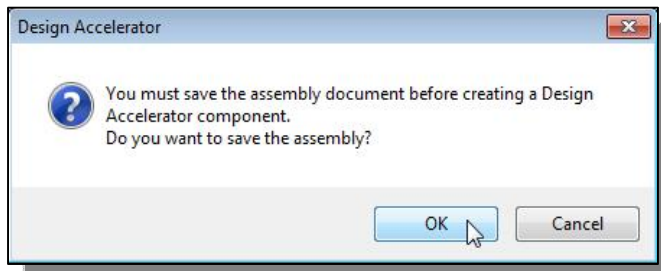 Design Accelerator
You must save the assembly document before creating a Design
Accelerator component.
Do you want to save the assembly?
OK
Cancel